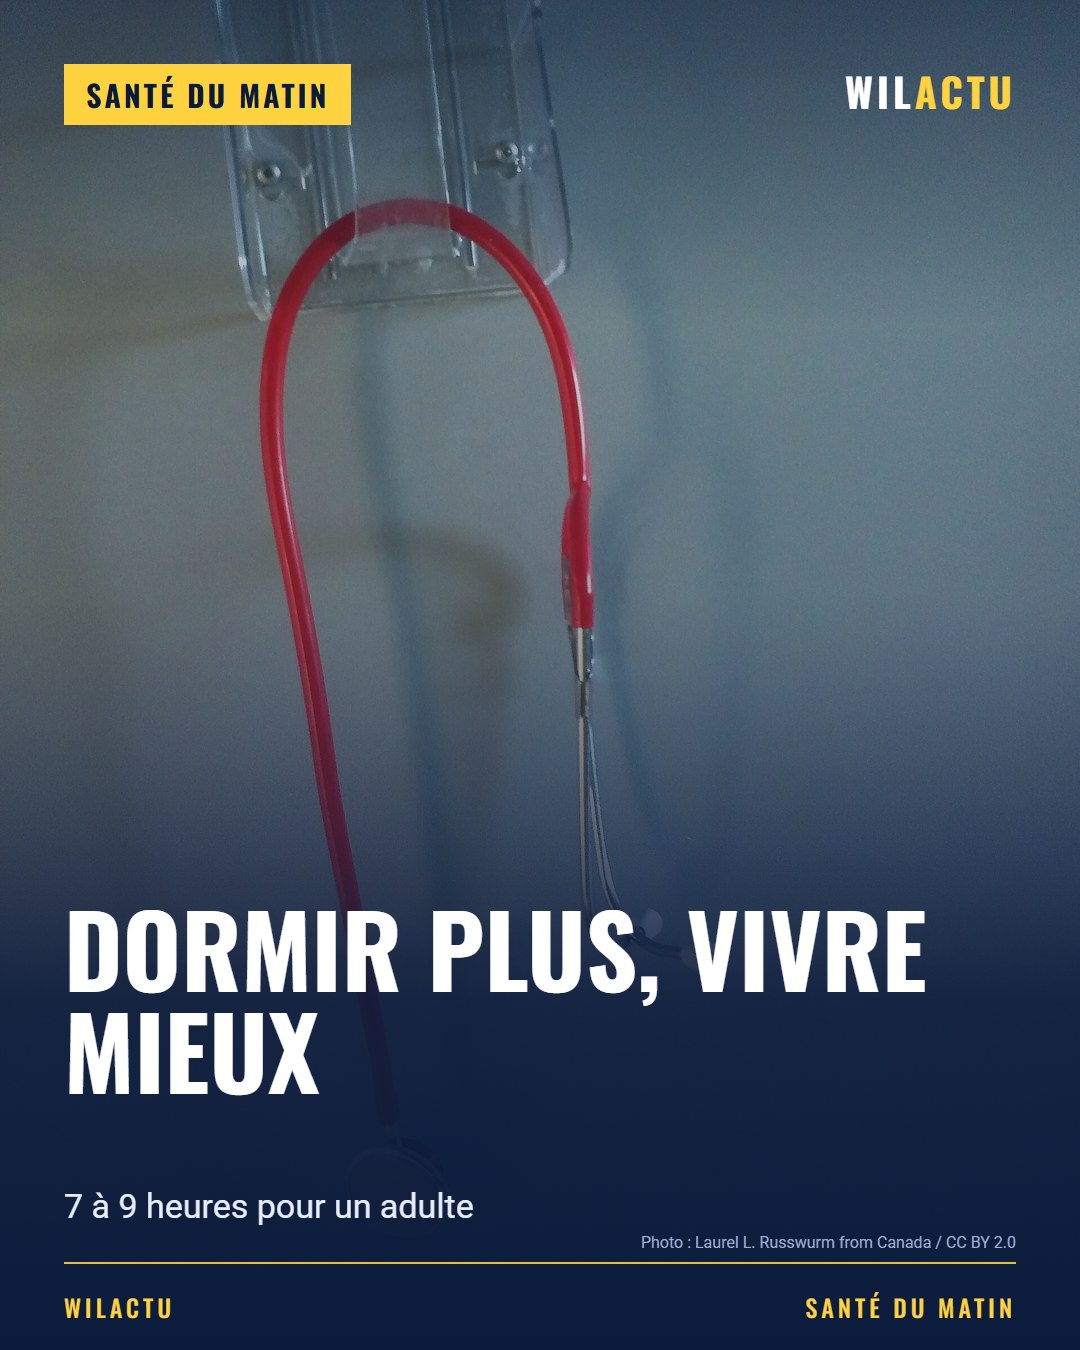 SANTÉ DU MATIN
WILACTU
DORMIR PLUS, VIVRE
MIEUX
7 à 9 heures pour un adulte
Photo : Laurel L. Russwurm from Canada / CC BY 2.0
WILACTU
SANTÉ DU MATIN